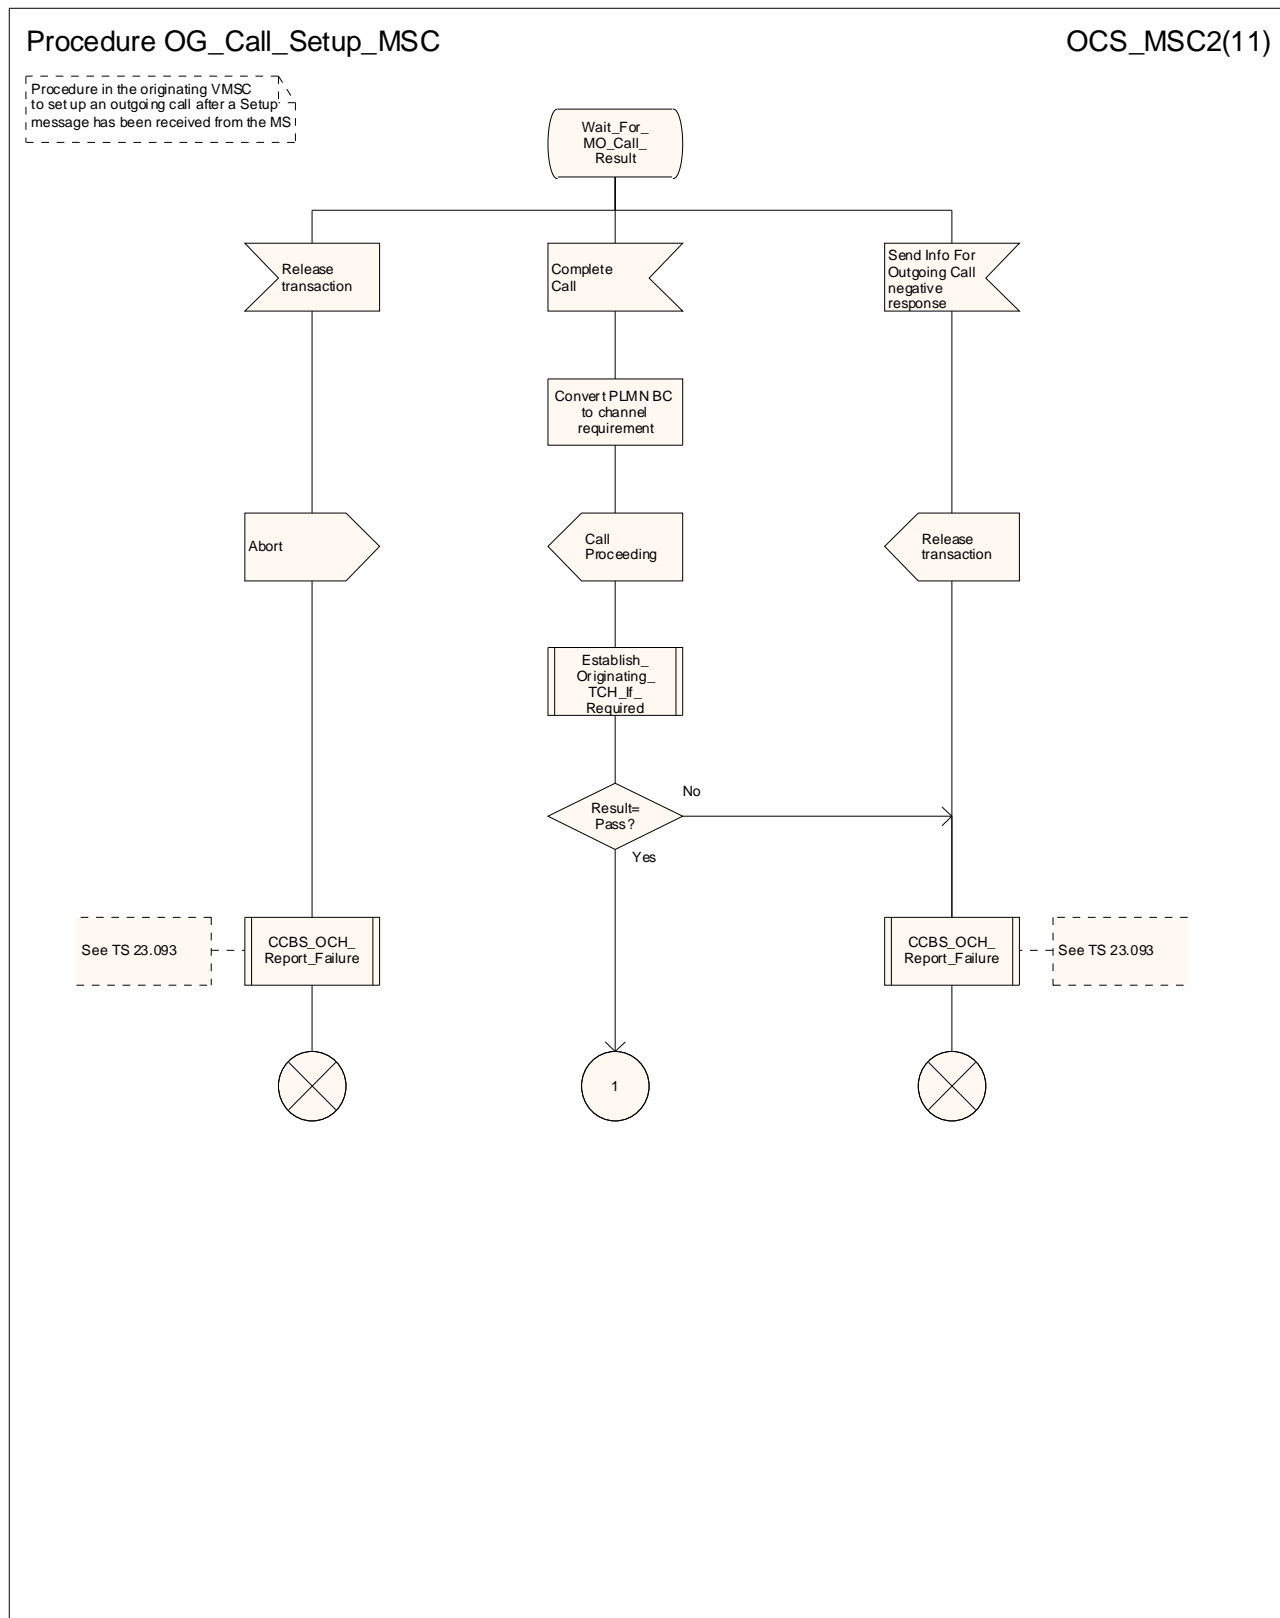 Procedure OG_Call_Setup_MSC
OCS_MSC2(11)
Procedure in the originating VMSC
to set up an outgoing call after a Setup
message has been received from the MS
Wait_For_
MO_Call_
Result
Release
transaction
Complete
Call
Send Info For
Outgoing Call
negative
response
Convert PLMN BC
to channel
requirement
Abort
Call
Proceeding
Release
transaction
Establish_
Originating_
TCH_If_
Required
Result=
Pass?
No
Yes
See TS 23.093
CCBS_OCH_
Report_Failure
CCBS_OCH_
Report_Failure
See TS 23.093
1